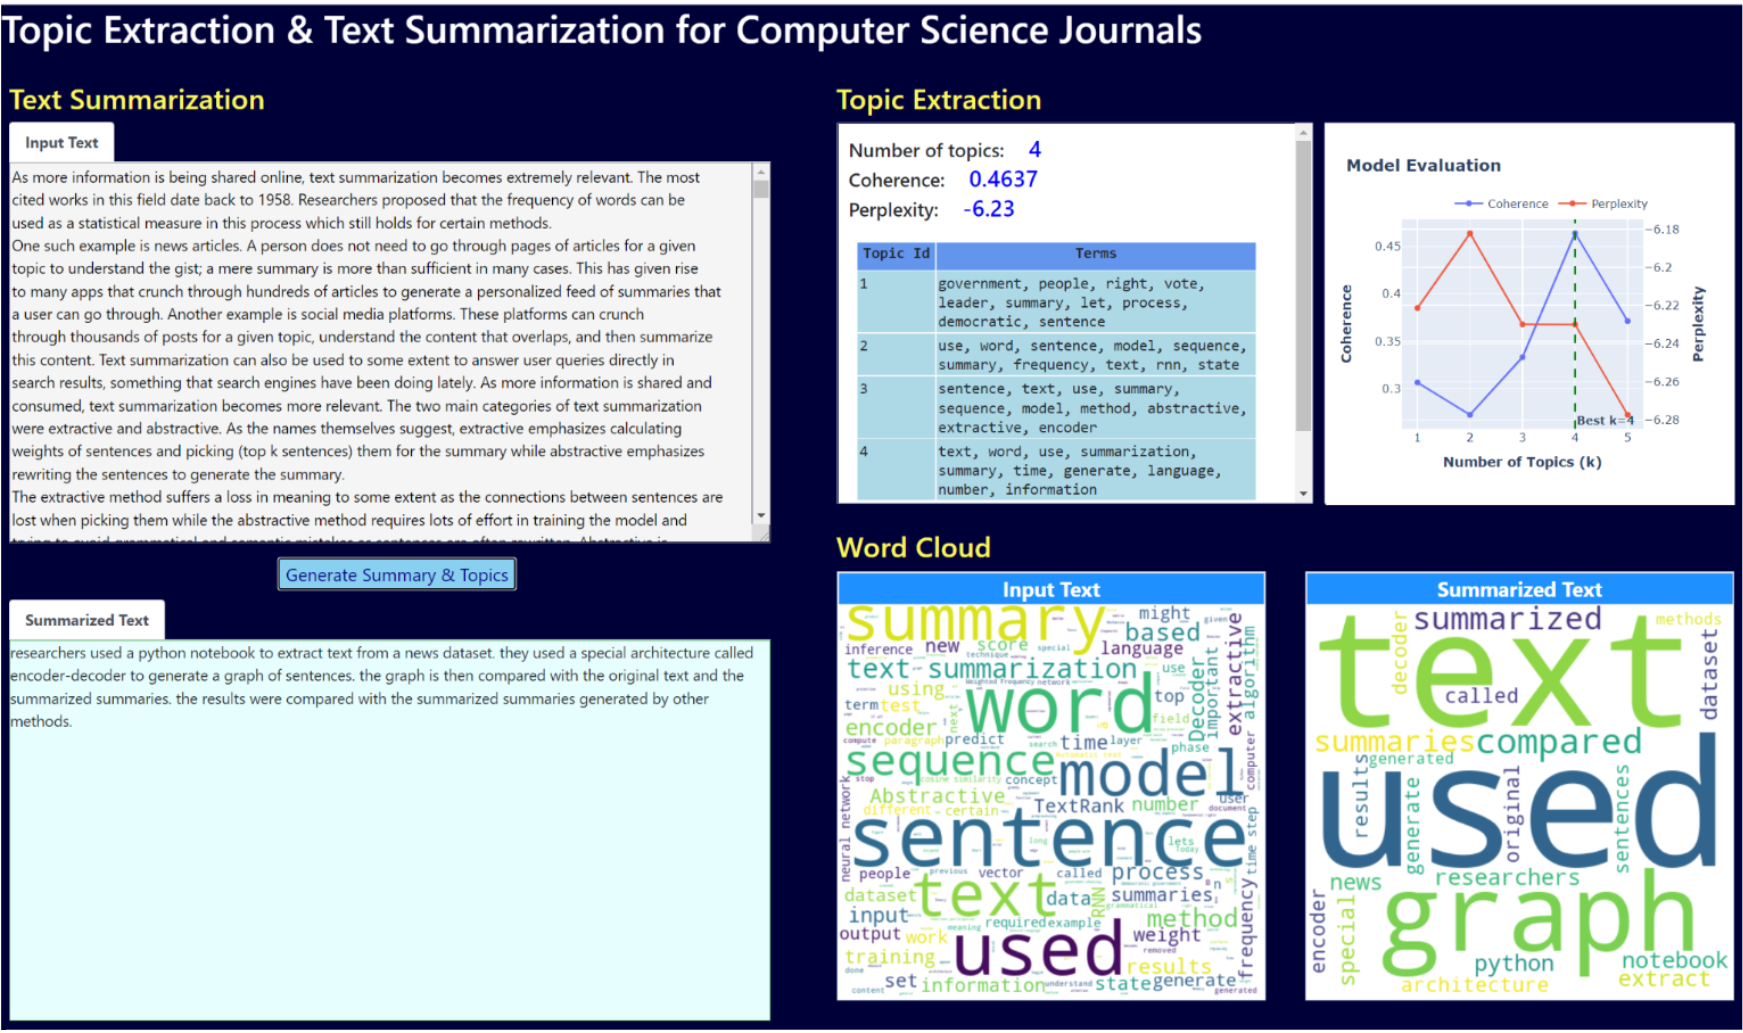 Topic Extraction & Text Summarization for Computer Science Journals
Text Summarization
Input Text
As more information is being shared online, text summarization becomes extremely relevant. The most
cited works in this field date back to 1958. Researchers proposed that the frequency of words can be
used as a statistical measure in this process which still holds for certain methods.
One such example is news articles. A person does not need to go through pages of articles for a given
topic to understand the gist; a mere summary is more than sufficient in many cases. This has given rise
to many apps that crunch through hundreds of articles to generate a personalized feed of summaries that
a user can go through. Another example is social media platforms. These platforms can crunch
through thousands of posts for a given topic, understand the content that overlaps, and then summarize
this content. Text summarization can also be used to some extent to answer user queries directly in
search results, something that search engines have been doing lately. As more information is shared and
consumed, text summarization becomes more relevant. The two main categories of text summarization
were extractive and abstractive. As the names themselves suggest, extractive emphasizes calculating
weights of sentences and picking (top k sentences) them for the summary while abstractive emphasizes
rewriting the sentences to generate the summary.
The extractive method suffers a loss in meaning to some extent as the connections between sentences are
lost when picking them while the abstractive method requires lots of effort in training the model and
Generate Summary & Topics
Summarized Text
researchers used a python notebook to extract text from a news dataset. they used a special architecture called
encoder-decoder to generate a graph of sentences. the graph is then compared with the original text and the
summarized summaries. the results were compared with the summarized summaries generated by other
methods.
Topic Extraction
Number of topics: 4
Coherence: 0.4637
Perplexity: -6.23
Topic Id Terms
1 government, people, right, vote,
leader, summary, let, process,
democratic, sentence
2 use, word, sentence, model, sequence,
summary, frequency, text, rnn, state
3 sentence, text, use, summary,
sequence, model, method, abstractive,
extractive, encoder
4 text, word, use, summarization,
summary, time, generate, language,
number, information
Model Evaluation
Coherence Perplexity
0.45
0.4
0.35
0.3
Coherence
−6.18
−6.2
−6.22
−6.24
−6.26
−6.28
Perplexity
Best k=4
1 2 3 4 5
Number of Topics (k)
Word Cloud
Input Text
summary
might
given
based
extractive
inference new score special language
text summarization
use
important
algorithm
using
Weighted Frequency network
word
top
Decoder
term test
next
field
encoder
compute paragraph predict
search
time layer
phase
sequence
model
computer
stop
cosine similarity concept
Abstractive
TextRank number user
different certain
document
neural network
sentence
time step
long
lets
Today
people previous vector called process
dataset text data RNN summaries
grammatical
input
required example method
frequency
output work
meaning
used
weight
removed
training
results
done
set information understand state generate
content
generated
Summarized Text
decoder
summarized
methods
text
called
dataset
summaries compared
generated
results
used
generate
original
sentences
news researchers
encoder
special
graph
python notebook
architecture extract